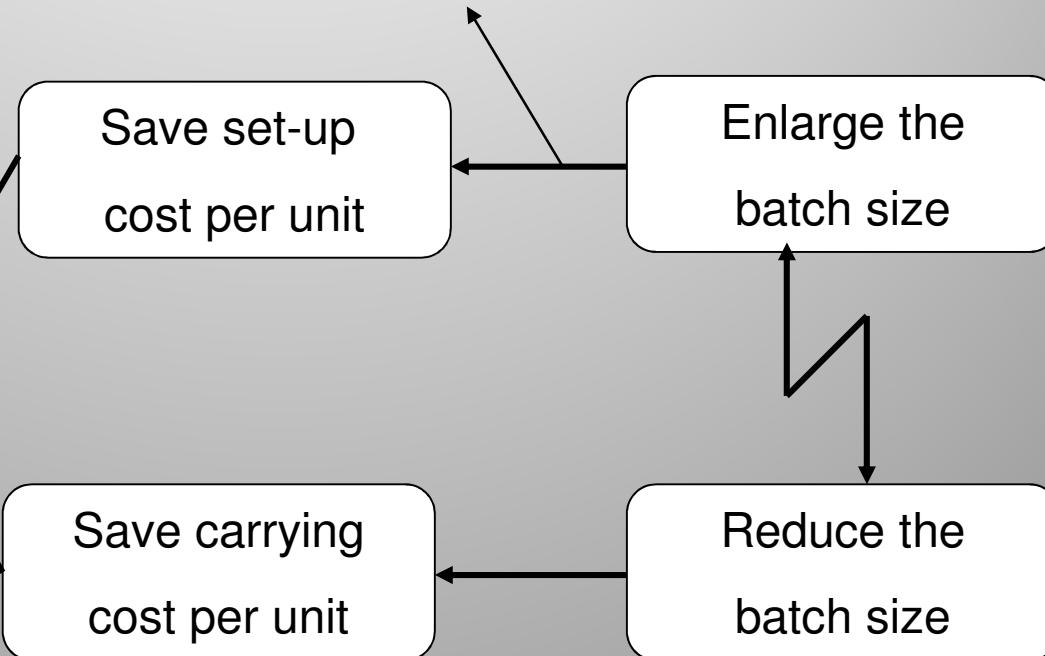 Save set-up
cost per unit
Enlarge the
batch size
Save carrying
cost per unit
Reduce the
batch size